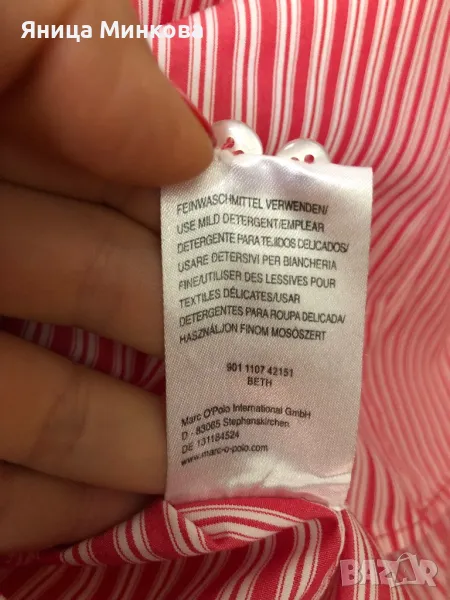 Яница Минкова
FEINWASCHMITTEL VERWENDEN/
USE MILD DETERGENT/EMPLEAR
DETERGENTE PARA TEJIDOS DELICADOS/
USARE DETERSIVI PER BIANCHERIA
FINE/UTILISER DES LESSIVES POUR
TEXTILES DÉLICATES/USAR
DETERGENTES PARA ROUPA DELICADA/
HASZNÁLJON FINOM MOSÓSZERT
901 1107 42151
BETH
Marc O'Polo International GmbH
D - 83065 Stephanskirchen
DE 131184524
www.marc-o-polo.com
BAZAR